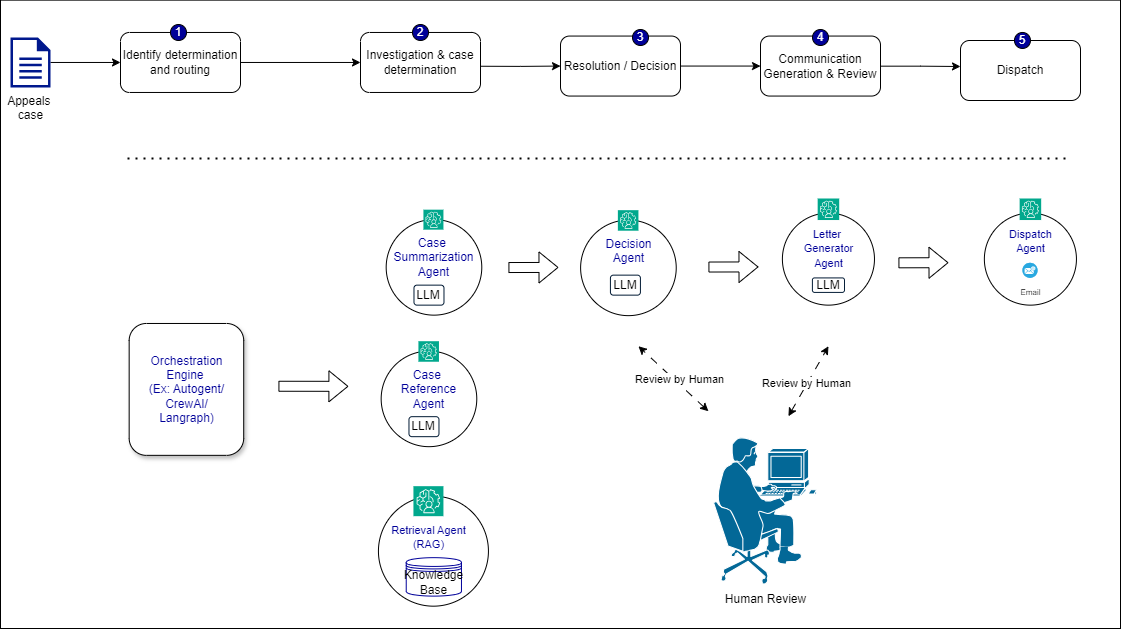 1
2
3
4
5
Identify determination
and routing
Investigation & case
determination
Resolution / Decision
Communication
Generation & Review
Dispatch
Appeals
case
Case
Summarization
Agent
LLM
Decision
Agent
LLM
Letter
Generator
Agent
LLM
Dispatch
Agent
Email
Orchestration
Engine
(Ex: Autogent/
CrewAI/
Langraph)
Case
Reference
Agent
LLM
Review by Human
Review by Human
Retrieval Agent
(RAG)
Knowledge
Base
Human Review